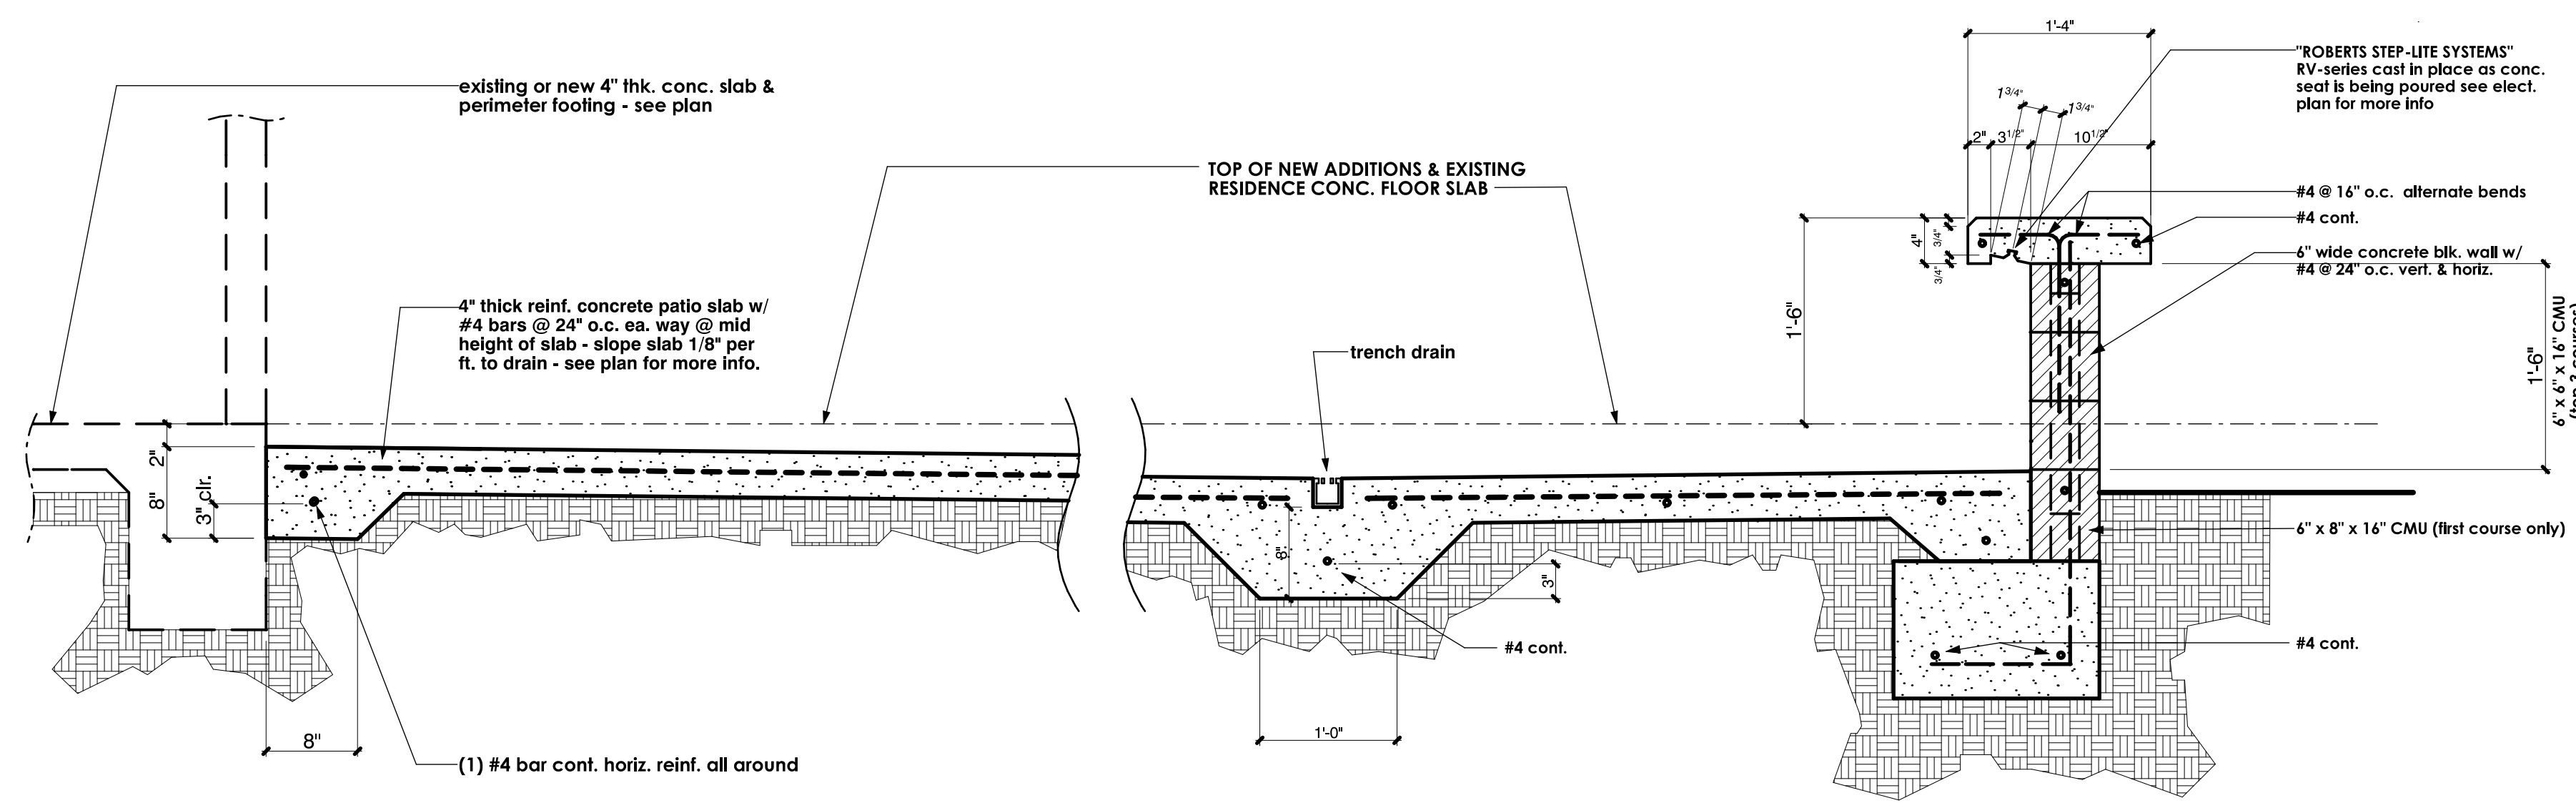 existing or new 4" thk. conc. slab &
perimeter footing - see plan
TOP OF NEW ADDITIONS & EXISTING
RESIDENCE CONC. FLOOR SLAB
4" thick reinf. concrete patio slab w/
#4 bars @ 24" o.c. ea. way @ mid
height of slab - slope slab 1/8" per
ft. to drain - see plan for more info.
2"
8"
3" clr.
8"
(1) #4 bar cont. horiz. reinf. all around
trench drain
8"
3"
#4 cont.
1'-0"
1'-4"
1 3/4"
1 3/4"
2"
3 1/2"
10 1/2"
4"
3/4"
3/4"
1'-6"
"ROBERTS STEP-LITE SYSTEMS"
RV-series cast in place as conc.
seat is being poured see elect.
plan for more info
#4 @ 16" o.c. alternate bends
#4 cont.
6" wide concrete blk. wall w/
#4 @ 24" o.c. vert. & horiz.
1'-6"
6" x 6" x 16" CMU
(top 3 courses)
6" x 8" x 16" CMU (first course only)
#4 cont.